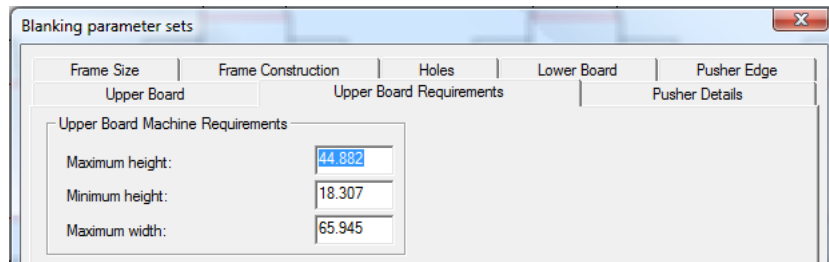 Blanking parameter sets
Frame Size Frame Construction Holes Lower Board Pusher Edge
Upper Board Upper Board Requirements Pusher Details
Upper Board Machine Requirements
Maximum height: 44.882
Minimum height: 18.307
Maximum width: 65.945